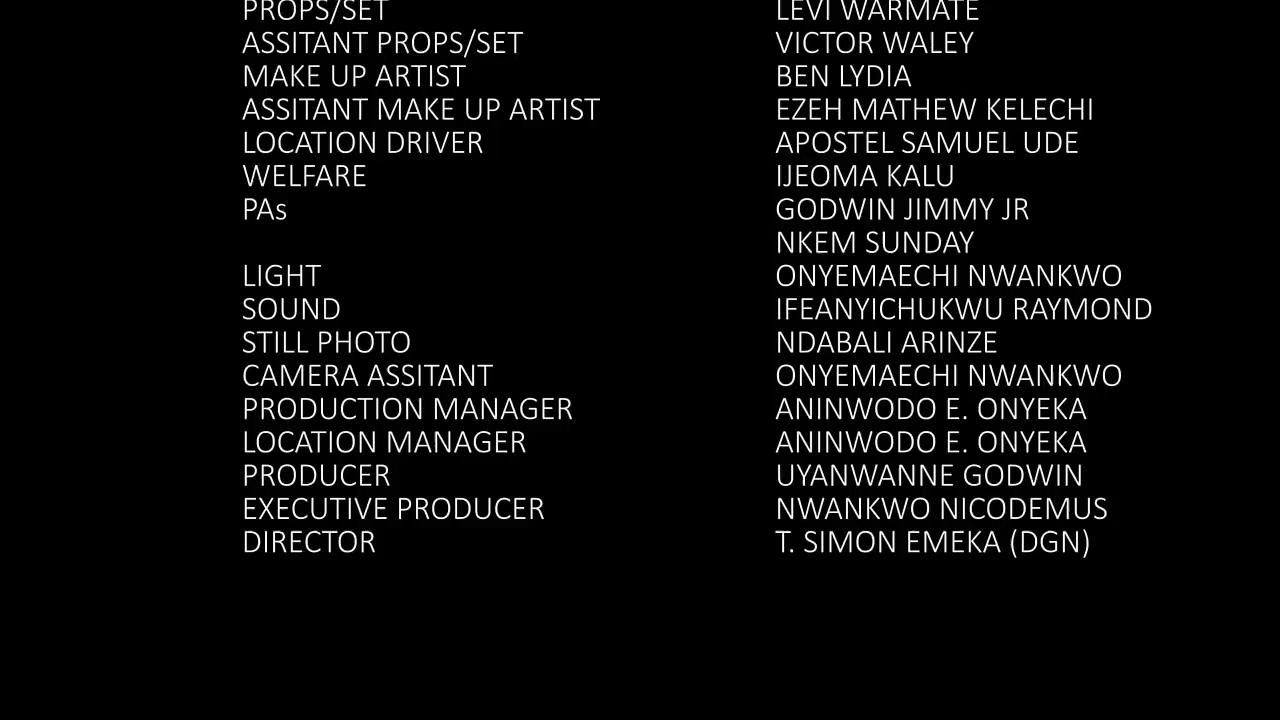 PROPS/SET LEVI WARMATE
ASSITANT PROPS/SET VICTOR WALEY
MAKE UP ARTIST BEN LYDIA
ASSITANT MAKE UP ARTIST EZEH MATHEW KELECHI
LOCATION DRIVER APOSTEL SAMUEL UDE
WELFARE IJEOMA KALU
PAs GODWIN JIMMY JR
NKEM SUNDAY
LIGHT ONYEMAECHI NWANKWO
SOUND IFEANYICHUKWU RAYMOND
STILL PHOTO NDABALI ARINZE
CAMERA ASSITANT ONYEMAECHI NWANKWO
PRODUCTION MANAGER ANINWODO E. ONYEKA
LOCATION MANAGER ANINWODO E. ONYEKA
PRODUCER UYANWANNE GODWIN
EXECUTIVE PRODUCER NWANKWO NICODEMUS
DIRECTOR T. SIMON EMEKA (DGN)